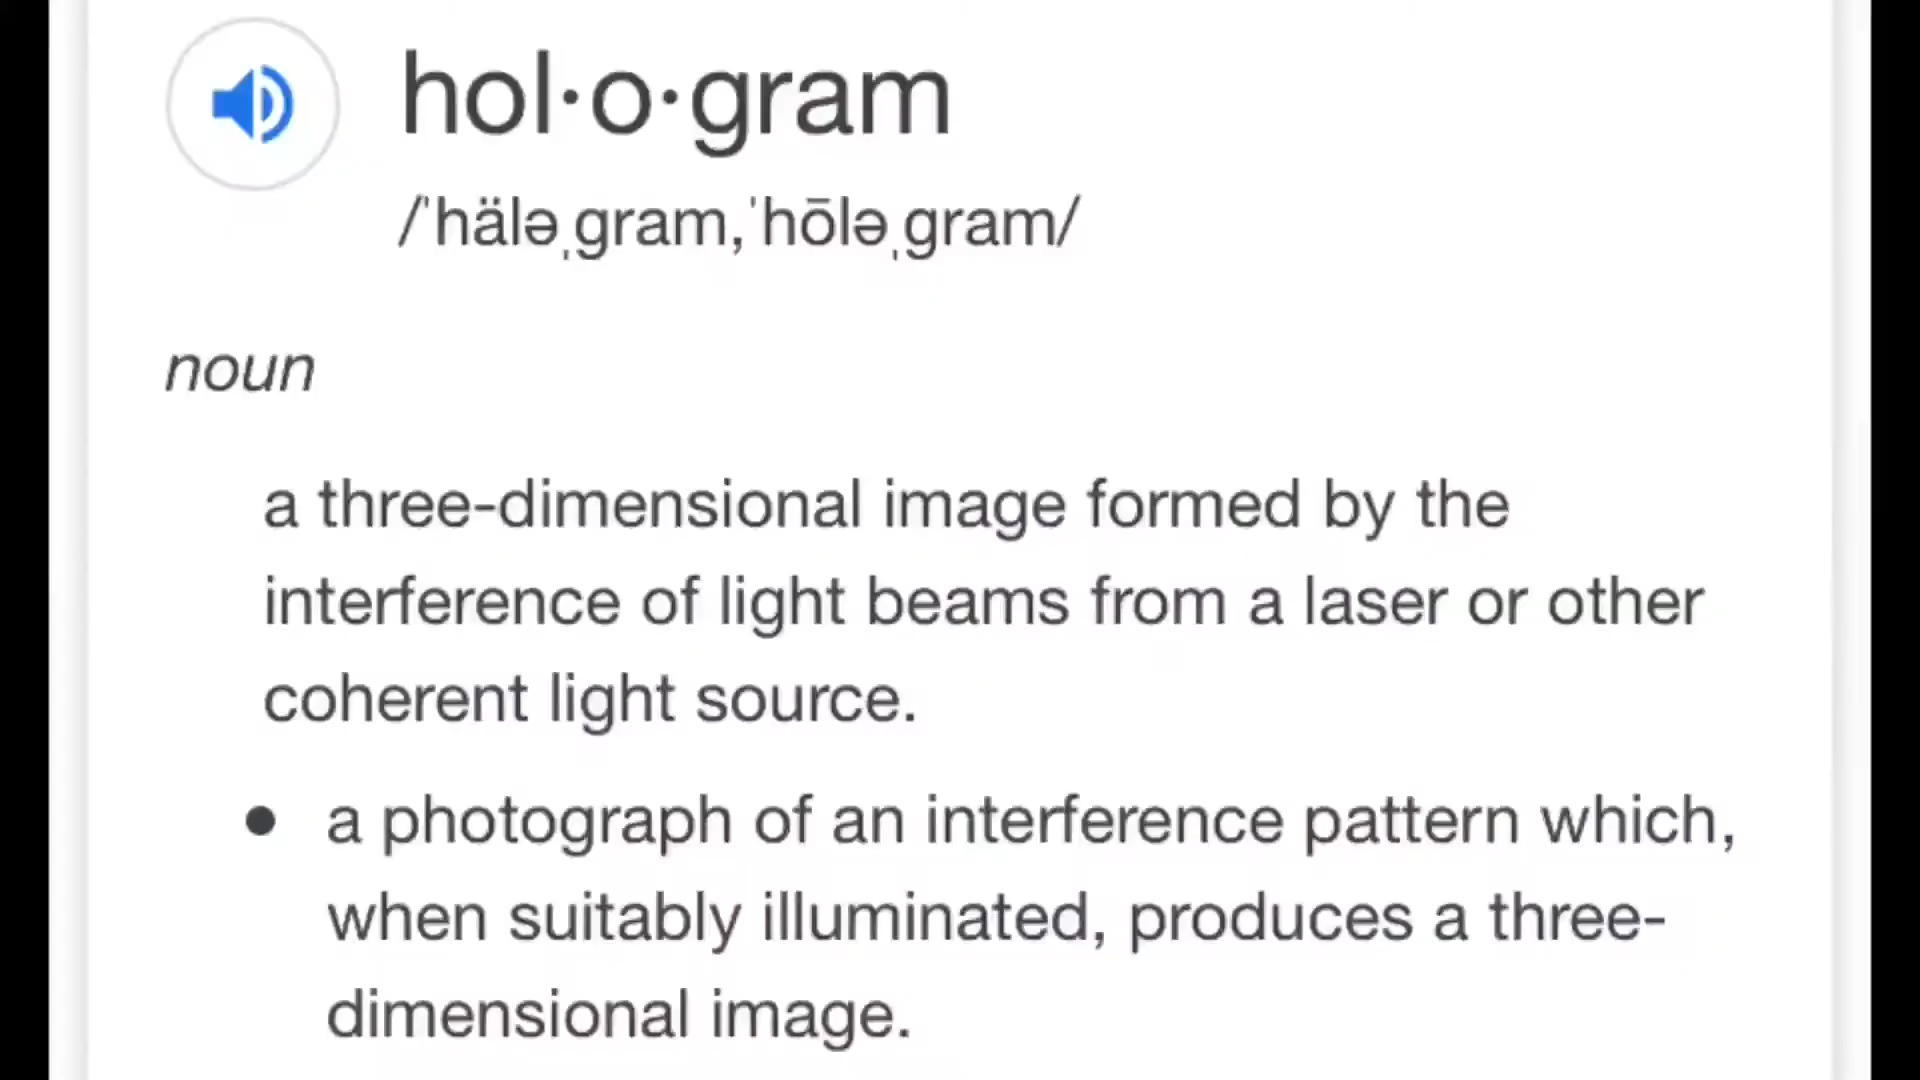 hol·o·gram
/ˈhäləˌgram,ˈhōləˌgram/
noun
a three-dimensional image formed by the
interference of light beams from a laser or other
coherent light source.
● a photograph of an interference pattern which,
when suitably illuminated, produces a three-
dimensional image.